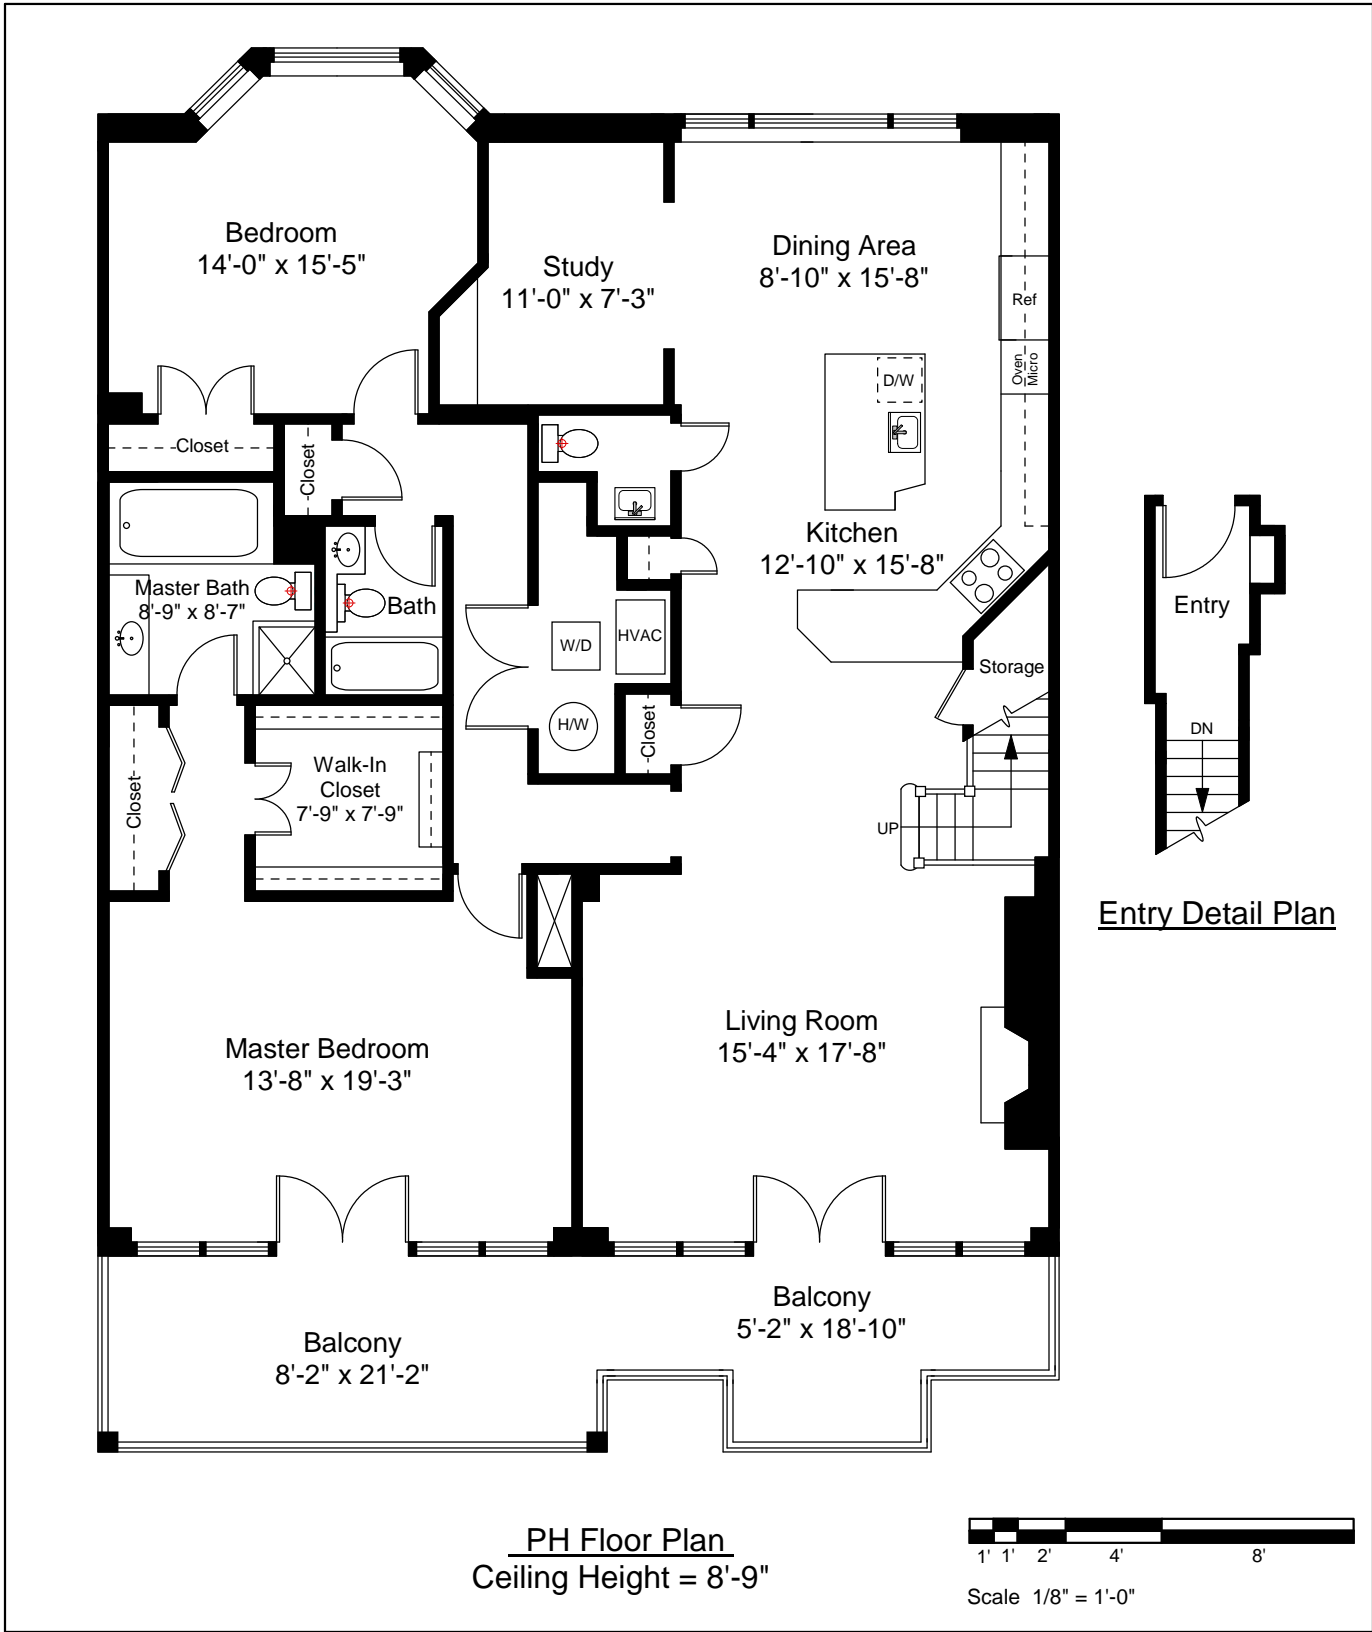 Bedroom
14'-0" x 15'-5"
Study
11'-0" x 7'-3"
Dining Area
8'-10" x 15'-8"
Ref
Oven
Micro
D/W
Closet
Closet
Kitchen
12'-10" x 15'-8"
Master Bath
8'-9" x 8'-7"
Bath
W/D
HVAC
H/W
Closet
Storage
Entry
DN
Walk-In
Closet
7'-9" x 7'-9"
Closet
UP
Entry Detail Plan
Master Bedroom
13'-8" x 19'-3"
Living Room
15'-4" x 17'-8"
Balcony
8'-2" x 21'-2"
Balcony
5'-2" x 18'-10"
PH Floor Plan
Ceiling Height = 8'-9"
1' 1' 2' 4' 8'
Scale 1/8" = 1'-0"